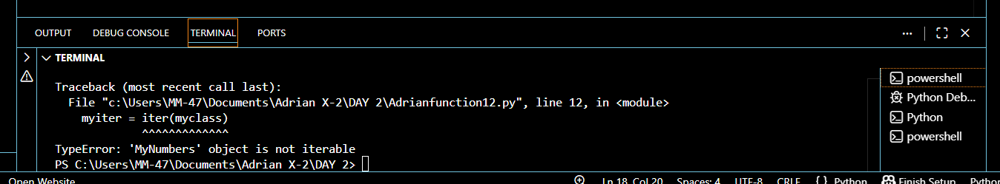 OUTPUT DEBUG CONSOLE TERMINAL PORTS
TERMINAL
Traceback (most recent call last):
File "c:\Users\MM-47\Documents\Adrian X-2\DAY 2\Adrianfunction12.py", line 12, in <module>
myiter = iter(myclass)
^^^^^^^^^^^^^
TypeError: 'MyNumbers' object is not iterable
PS C:\Users\MM-47\Documents\Adrian X-2\DAY 2>
powershell
Python Deb...
Python
powershell
Open Website Ln 18, Col 20 Spaces: 4 UTF-8 CRLF { } Python Finish Setup Python